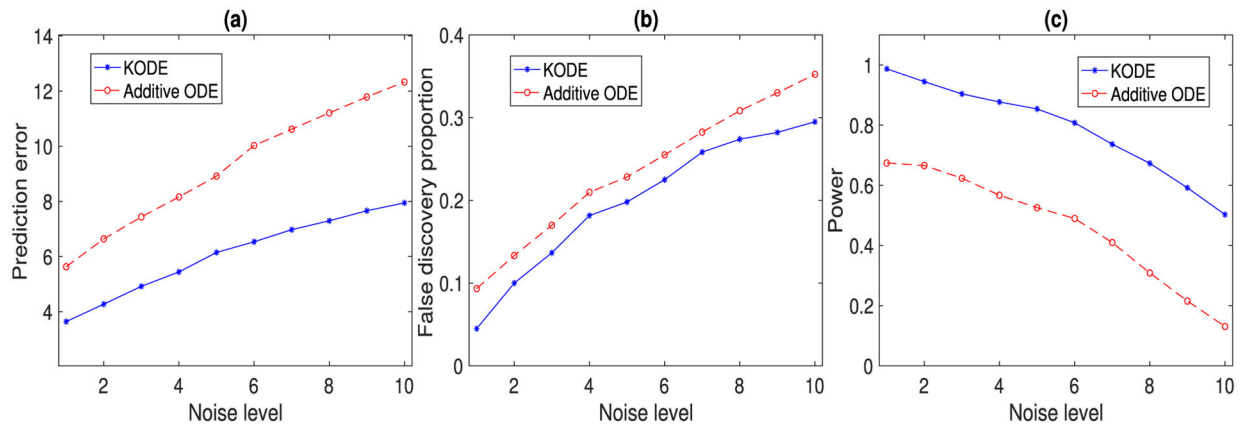 (a)
Prediction error
14
12
10
8
6
4
KODE
Additive ODE
2 4 6 8 10
Noise level
(b)
False discovery proportion
0.4
0.3
0.2
0.1
0
KODE
Additive ODE
2 4 6 8 10
Noise level
(c)
Power
1
0.8
0.6
0.4
0.2
0
KODE
Additive ODE
2 4 6 8 10
Noise level